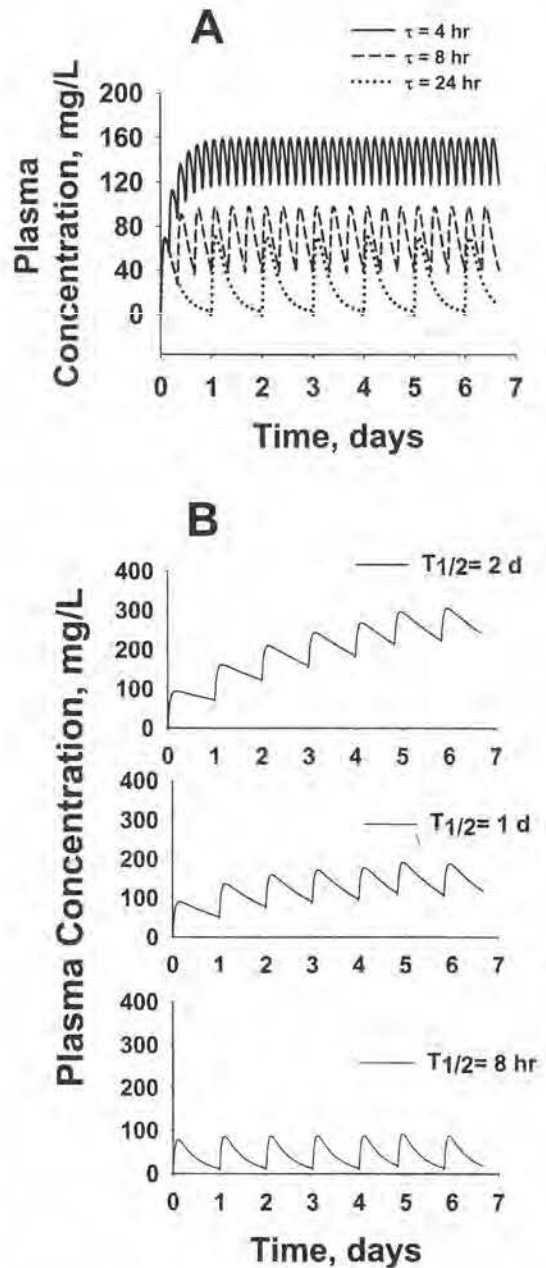 A
τ = 4 hr
τ = 8 hr
τ = 24 hr
Plasma
Concentration, mg/L
200
160
120
80
40
0
0 1 2 3 4 5 6 7
Time, days
B
Plasma Concentration, mg/L
T1/2= 2 d
400
300
200
100
0
0 1 2 3 4 5 6 7
T1/2= 1 d
400
300
200
100
0
0 1 2 3 4 5 6 7
T1/2= 8 hr
400
300
200
100
0
0 1 2 3 4 5 6 7
Time, days